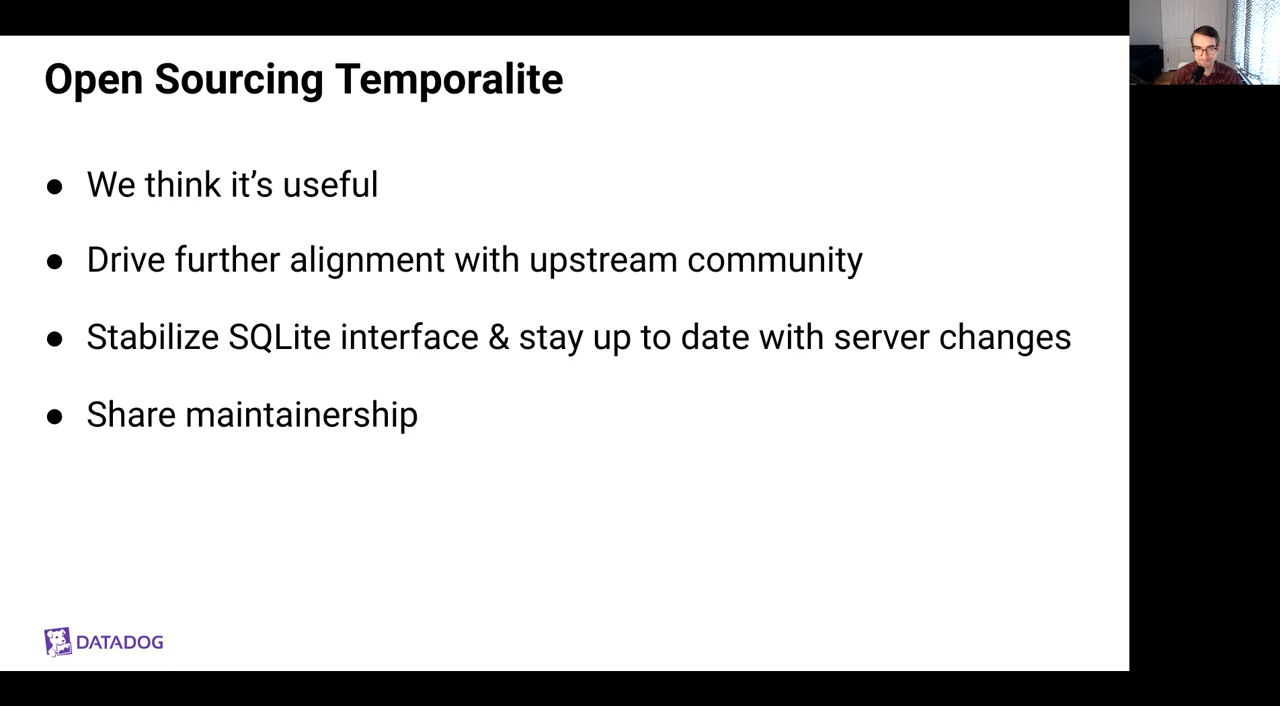 Open Sourcing Temporalite
● We think it’s useful
● Drive further alignment with upstream community
● Stabilize SQLite interface & stay up to date with server changes
● Share maintainership
DATADOG